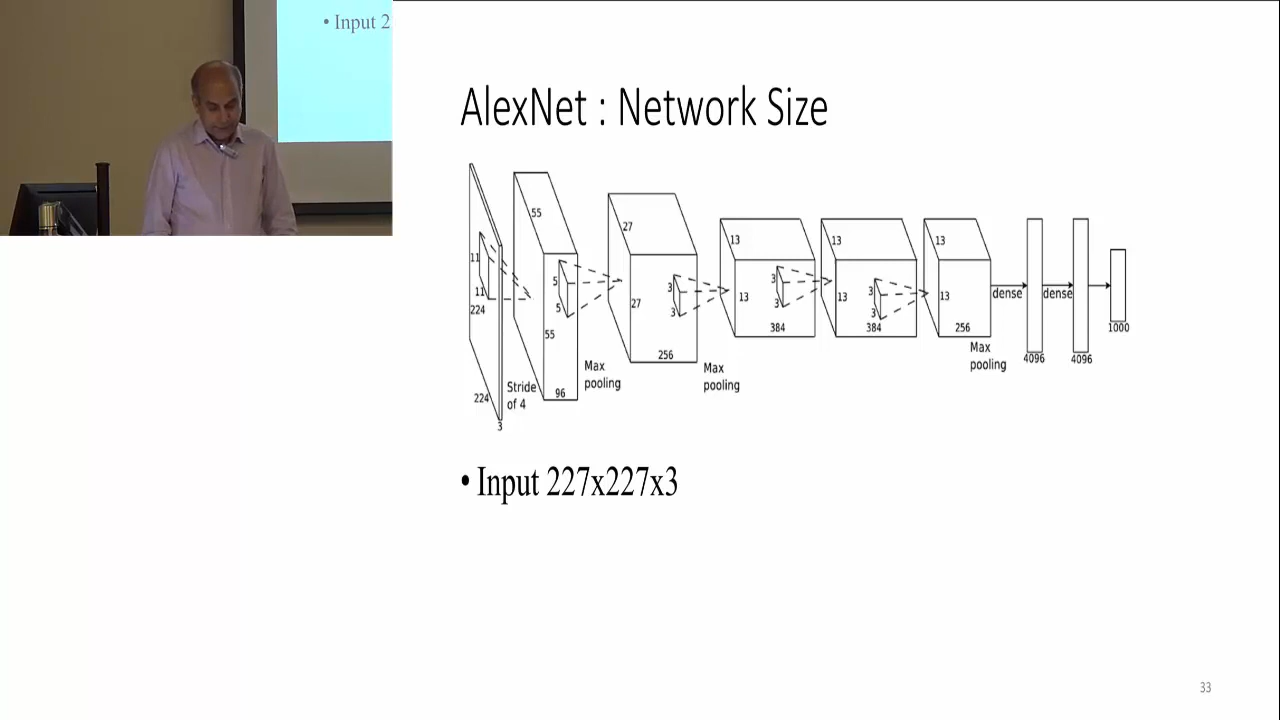 • Input 2
AlexNet : Network Size
55
27
13
13
13
11
11
224
5
5
3
3
3
3
3
3
27
13
13
13
55
384
384
256
256
dense
dense
1000
4096
4096
Max
pooling
Max
pooling
Max
pooling
Stride
of 4
96
224
3
• Input 227x227x3
33